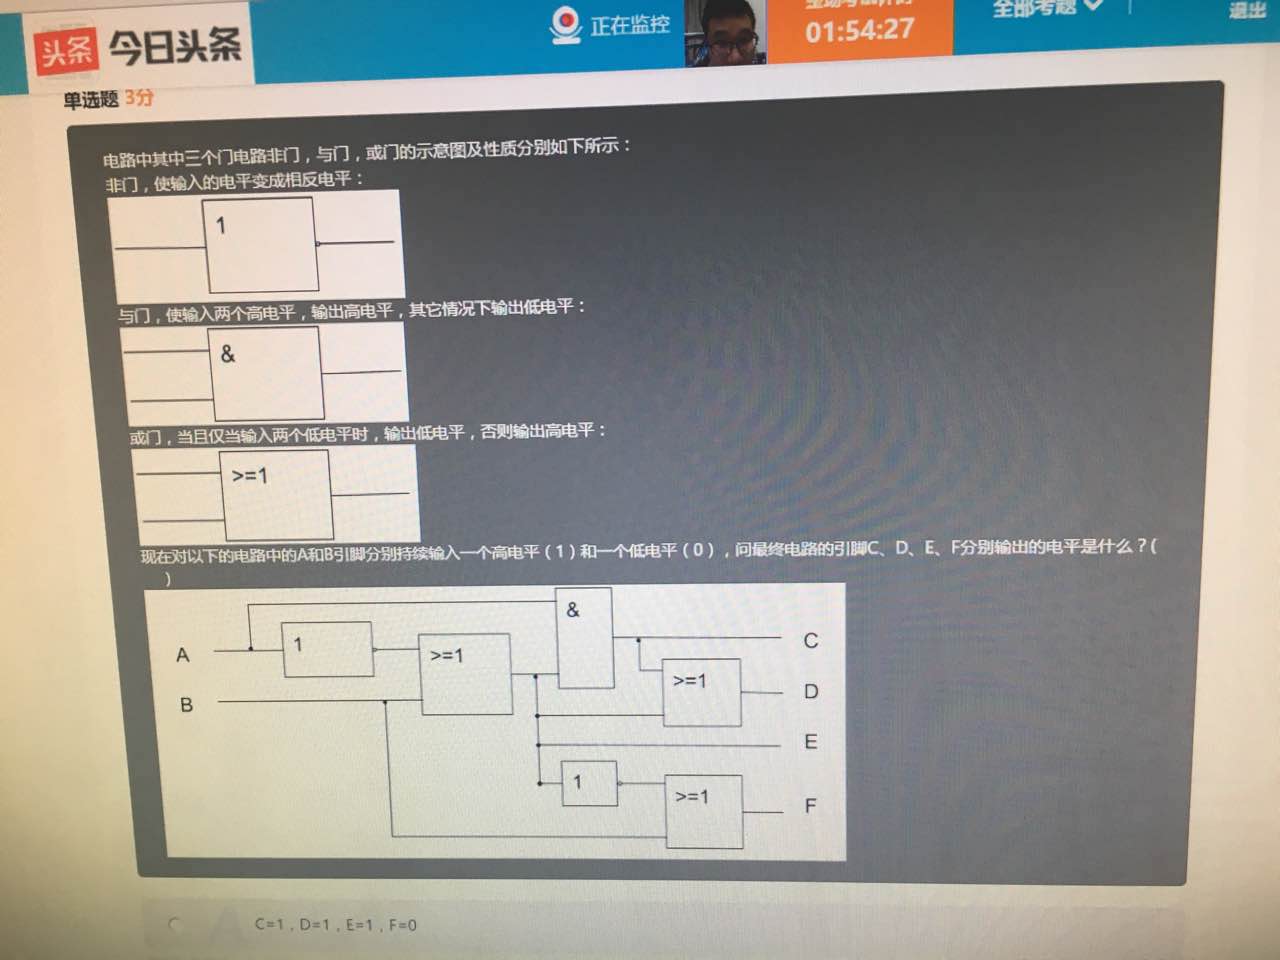 头条 今日头条
正在监控
01:54:27
全部考题
退出
单选题 3分
电路中其中三个门电路非门，与门，或门的示意图及性质分别如下所示：
非门，使输入的电平变成相反电平：
1
与门，使输入两个高电平，输出高电平，其它情况下输出低电平：
&
或门，当且仅当输入两个低电平时，输出低电平，否则输出高电平：
>=1
现在对以下的电路中的A和B引脚分别持续输入一个高电平（1）和一个低电平（0），问最终电路的引脚C、D、E、F分别输出的电平是什么？(
)
&
A
1
>=1
C
B
>=1
D
E
1
>=1
F
C=1，D=1，E=1，F=0